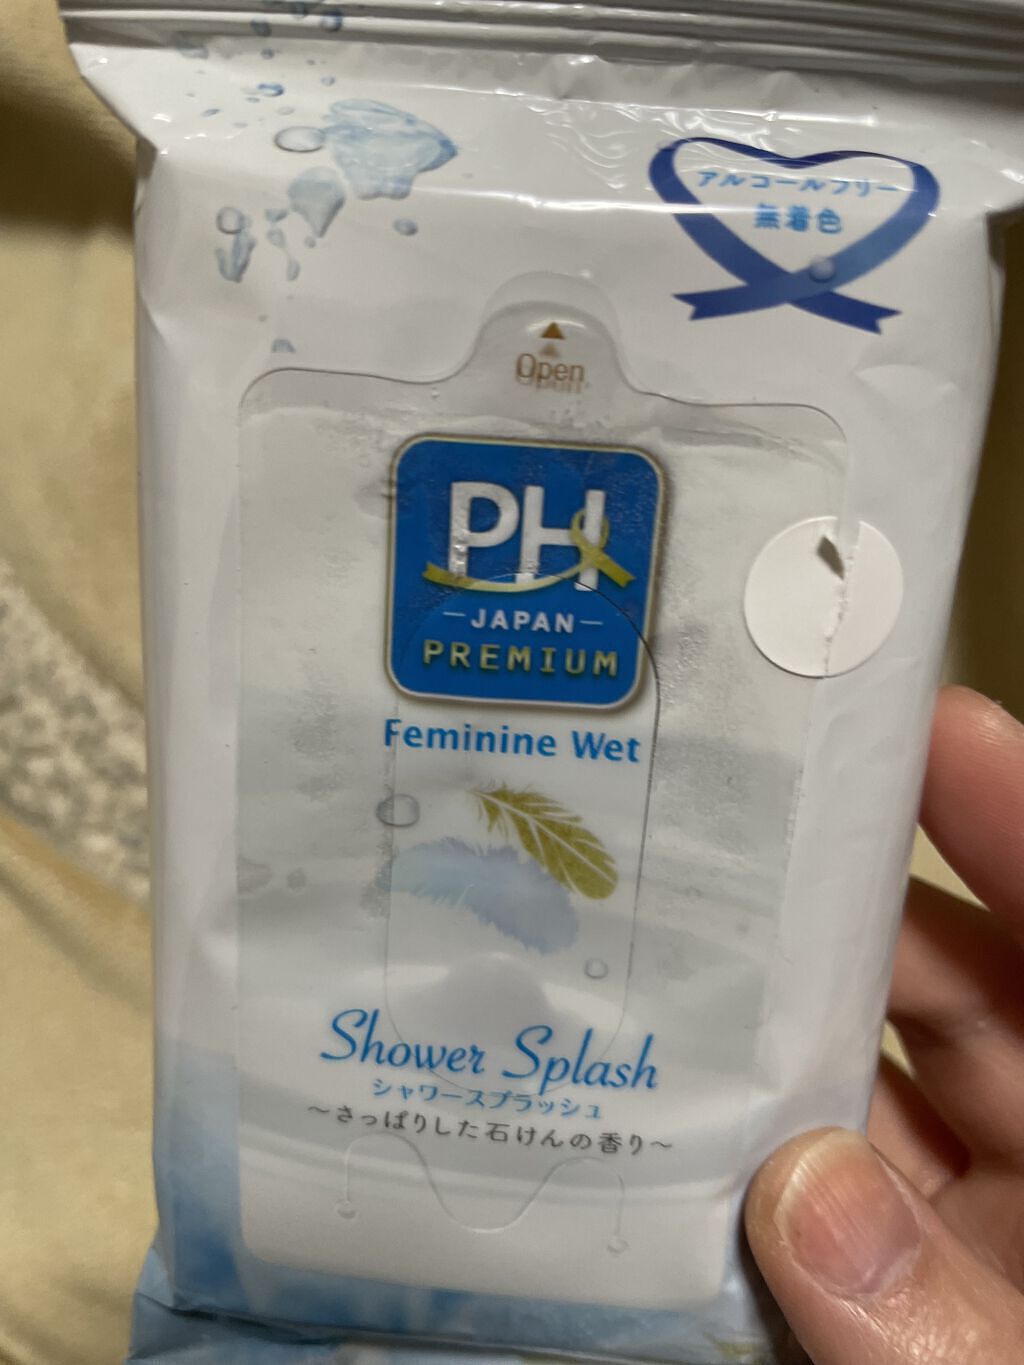 アルコールフリー
無着色
Open
PH
JAPAN
PREMIUM
Feminine Wet
Shower Splash
シャワースプラッシュ
～さっぱりした石けんの香り～